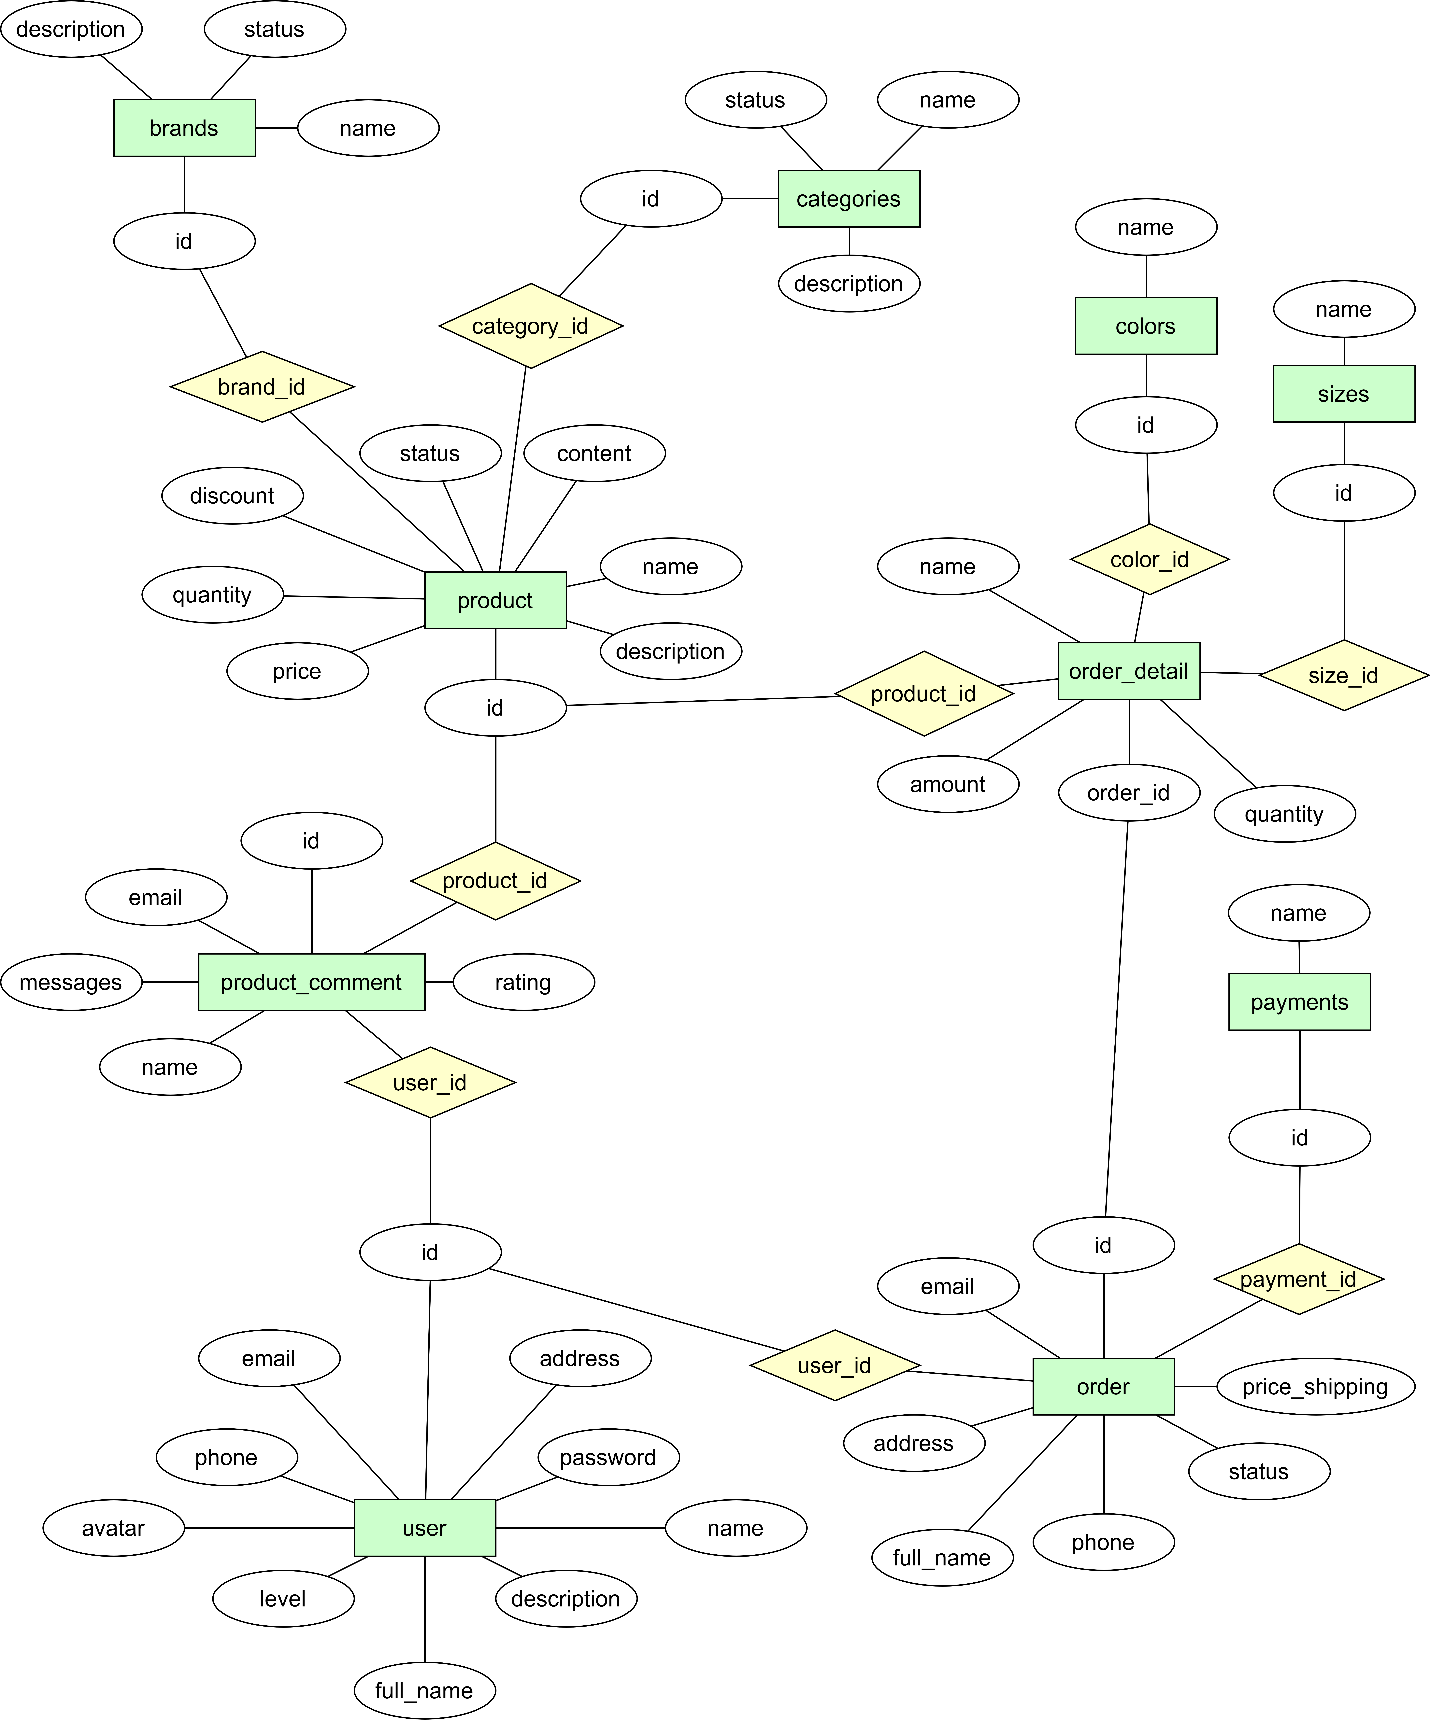 description
status
brands
name
id
status
name
id
categories
description
name
colors
id
name
sizes
id
category_id
brand_id
status
content
discount
name
quantity
product
price
description
id
name
color_id
product_id
order_detail
size_id
amount
order_id
quantity
id
email
product_id
messages
product_comment
rating
name
user_id
name
payments
id
id
id
email
payment_id
email
address
user_id
order
price_shipping
phone
password
address
status
avatar
user
name
full_name
phone
level
description
full_name